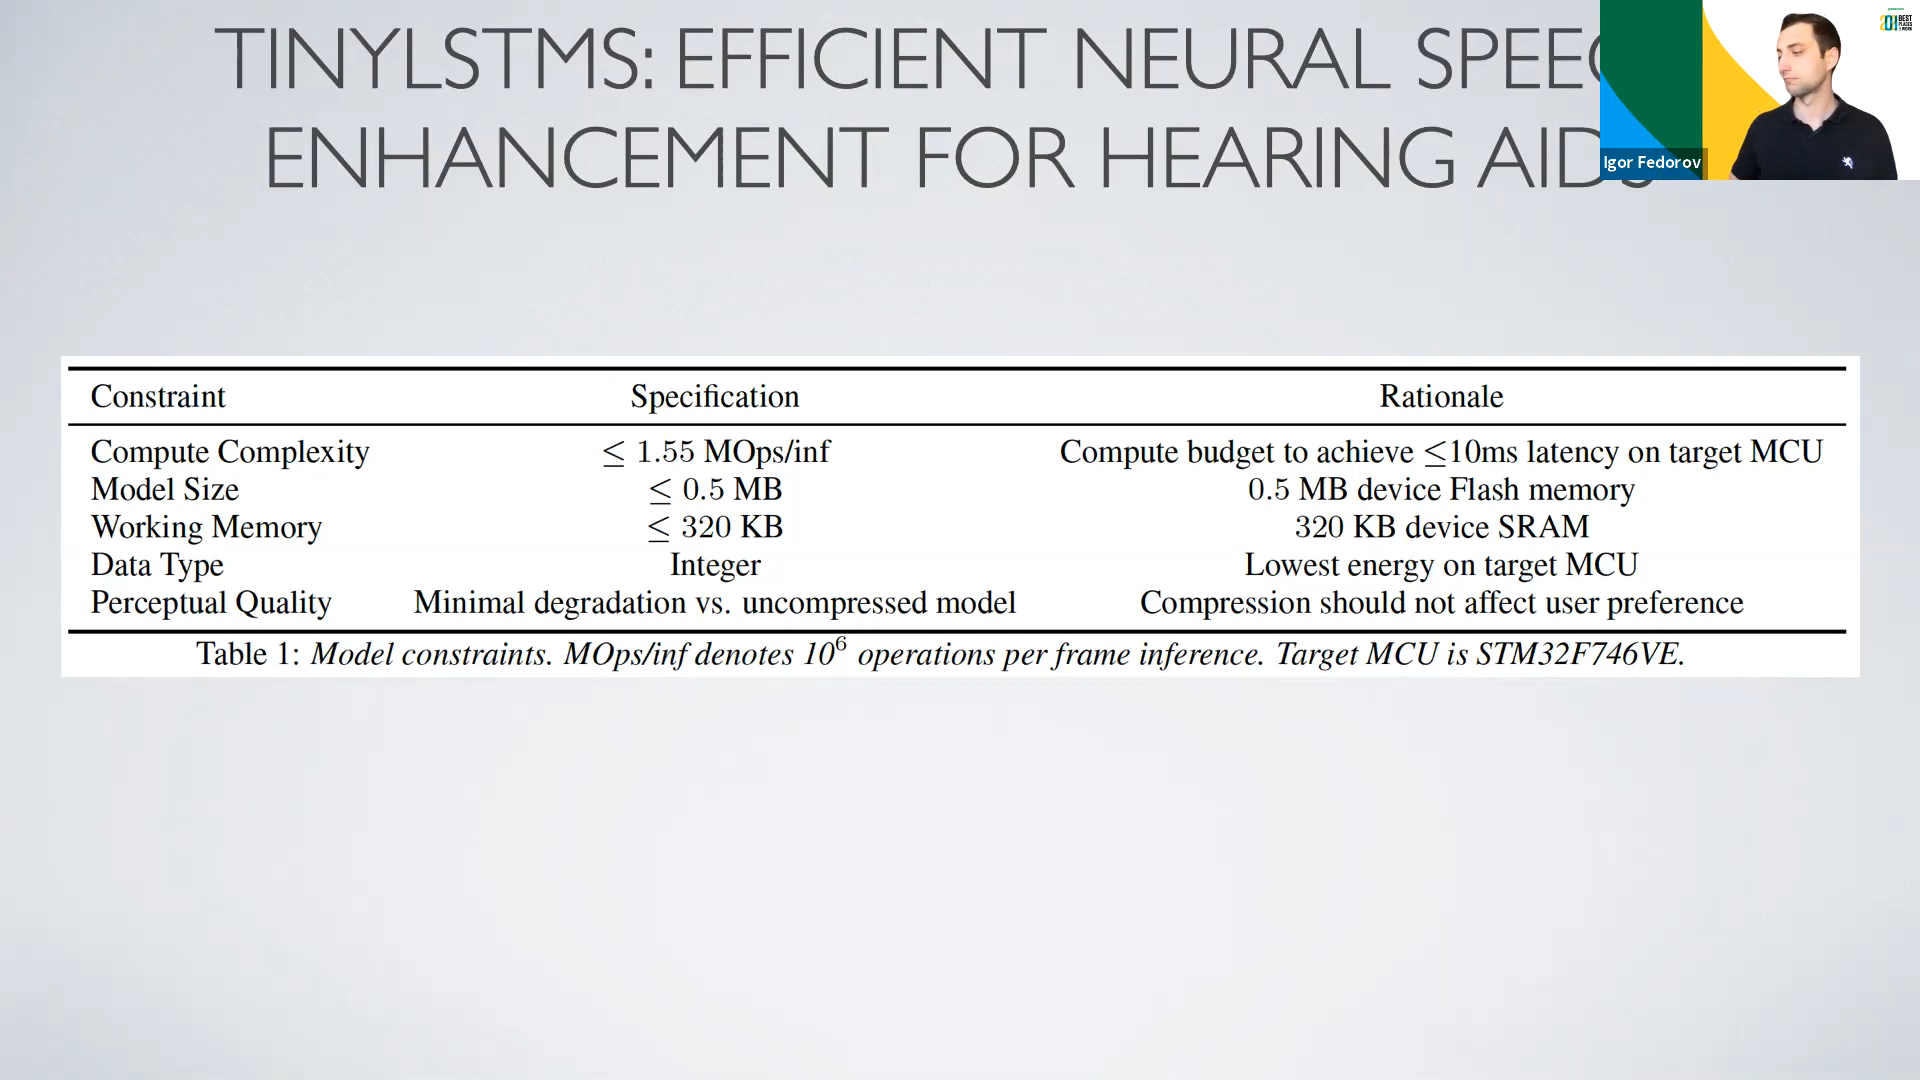 TINYLSTMS: EFFICIENT NEURAL
ENHANCEMENT FOR HEARING AIDS
Igor Fedorov
Constraint Specification Rationale
Compute Complexity ≤ 1.55 MOps/inf Compute budget to achieve ≤10ms latency on target MCU
Model Size ≤ 0.5 MB 0.5 MB device Flash memory
Working Memory ≤ 320 KB 320 KB device SRAM
Data Type Integer Lowest energy on target MCU
Perceptual Quality Minimal degradation vs. uncompressed model Compression should not affect user preference
Table 1: Model constraints. MOps/inf denotes 10⁶ operations per frame inference. Target MCU is STM32F746VE.